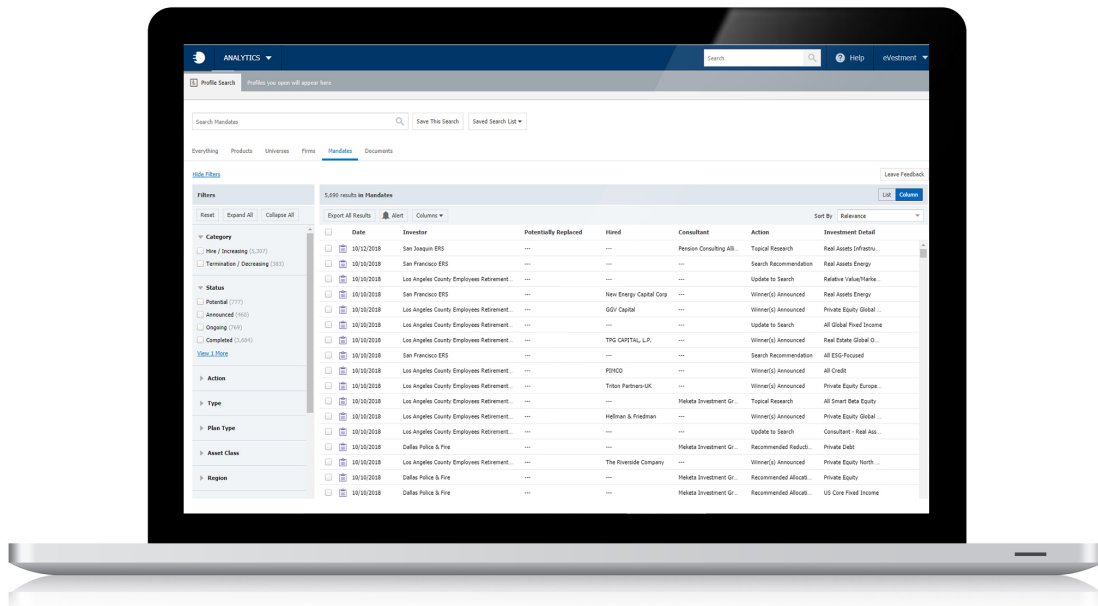 ANALYTICS Search Help eVestment
Profile Search Profiles you open will appear here
Search Mandates Save This Search Saved Search List
Everything Products Universes Firms Mandates Documents
Hide Filters Leave Feedback
Filters 5,690 results in Mandates List Column
Reset Expand All Collapse All Export All Results Alert Columns Sort By Relevance
Date Investor Potentially Replaced Hired Consultant Action Investment Detail
Category
Hire / Increasing (5,307)
Termination / Decreasing (383)
Status
Potential (777)
Announced (460)
Ongoing (769)
Completed (3,684)
View 1 More
Action
Type
Plan Type
Asset Class
Region
10/12/2018 San Joaquin ERS --- --- Pension Consulting Alli... Topical Research Real Assets Infrastru...
10/10/2018 San Francisco ERS --- --- --- Search Recommendation Real Assets Energy
10/10/2018 Los Angeles County Employees Retirement... --- --- --- Update to Search Relative Value/Marke...
10/10/2018 San Francisco ERS --- New Energy Capital Corp --- Winner(s) Announced Real Assets Energy
10/10/2018 Los Angeles County Employees Retirement... --- GGV Capital --- Winner(s) Announced Private Equity Global ...
10/10/2018 Los Angeles County Employees Retirement... --- --- --- Update to Search All Global Fixed Income
10/10/2018 Los Angeles County Employees Retirement... --- TPG CAPITAL, L.P. --- Winner(s) Announced Real Estate Global O...
10/10/2018 San Francisco ERS --- --- --- Search Recommendation All ESG-Focused
10/10/2018 Los Angeles County Employees Retirement... --- PIMCO --- Winner(s) Announced All Credit
10/10/2018 Los Angeles County Employees Retirement... --- Triton Partners-UK --- Winner(s) Announced Private Equity Europe...
10/10/2018 Los Angeles County Employees Retirement... --- --- Meketa Investment Gr... Topical Research All Smart Beta Equity
10/10/2018 Los Angeles County Employees Retirement... --- Hellman & Friedman --- Winner(s) Announced Private Equity Global ...
10/10/2018 Los Angeles County Employees Retirement... --- --- --- Update to Search Consultant - Real Ass...
10/10/2018 Dallas Police & Fire --- --- Meketa Investment Gr... Recommended Reducti... Private Debt
10/10/2018 Los Angeles County Employees Retirement... --- The Riverside Company --- Winner(s) Announced Private Equity North ...
10/10/2018 Dallas Police & Fire --- --- Meketa Investment Gr... Recommended Allocati... Private Equity
10/10/2018 Dallas Police & Fire --- --- Meketa Investment Gr... Recommended Allocati... US Core Fixed Income